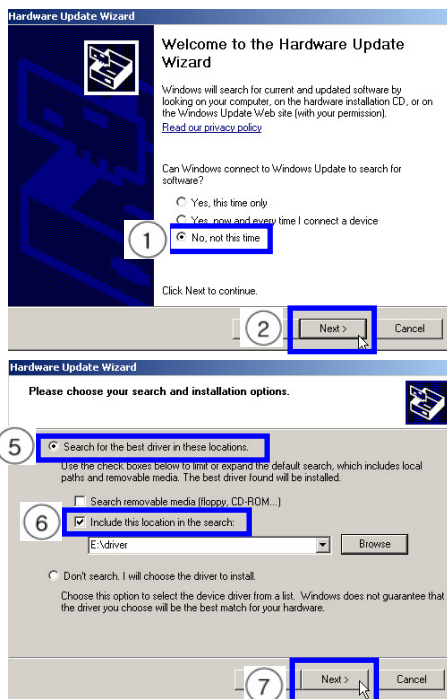 Hardware Update Wizard
Welcome to the Hardware Update
Wizard
Windows will search for current and updated software by
looking on your computer, on the hardware installation CD, or on
the Windows Update Web site (with your permission).
Read our privacy policy
Can Windows connect to Windows Update to search for
software?
Yes, this time only
Yes, now and every time I connect a device
1
No, not this time
Click Next to continue.
2
Next >
Cancel
Hardware Update Wizard
Please choose your search and installation options.
5
Search for the best driver in these locations.
Use the check boxes below to limit or expand the default search, which includes local
paths and removable media. The best driver found will be installed.
Search removable media (floppy, CD-ROM...)
6
Include this location in the search:
E:\driver
Browse
Don't search. I will choose the driver to install.
Choose this option to select the device driver from a list. Windows does not guarantee that
the driver you choose will be the best match for your hardware.
7
Next >
Cancel